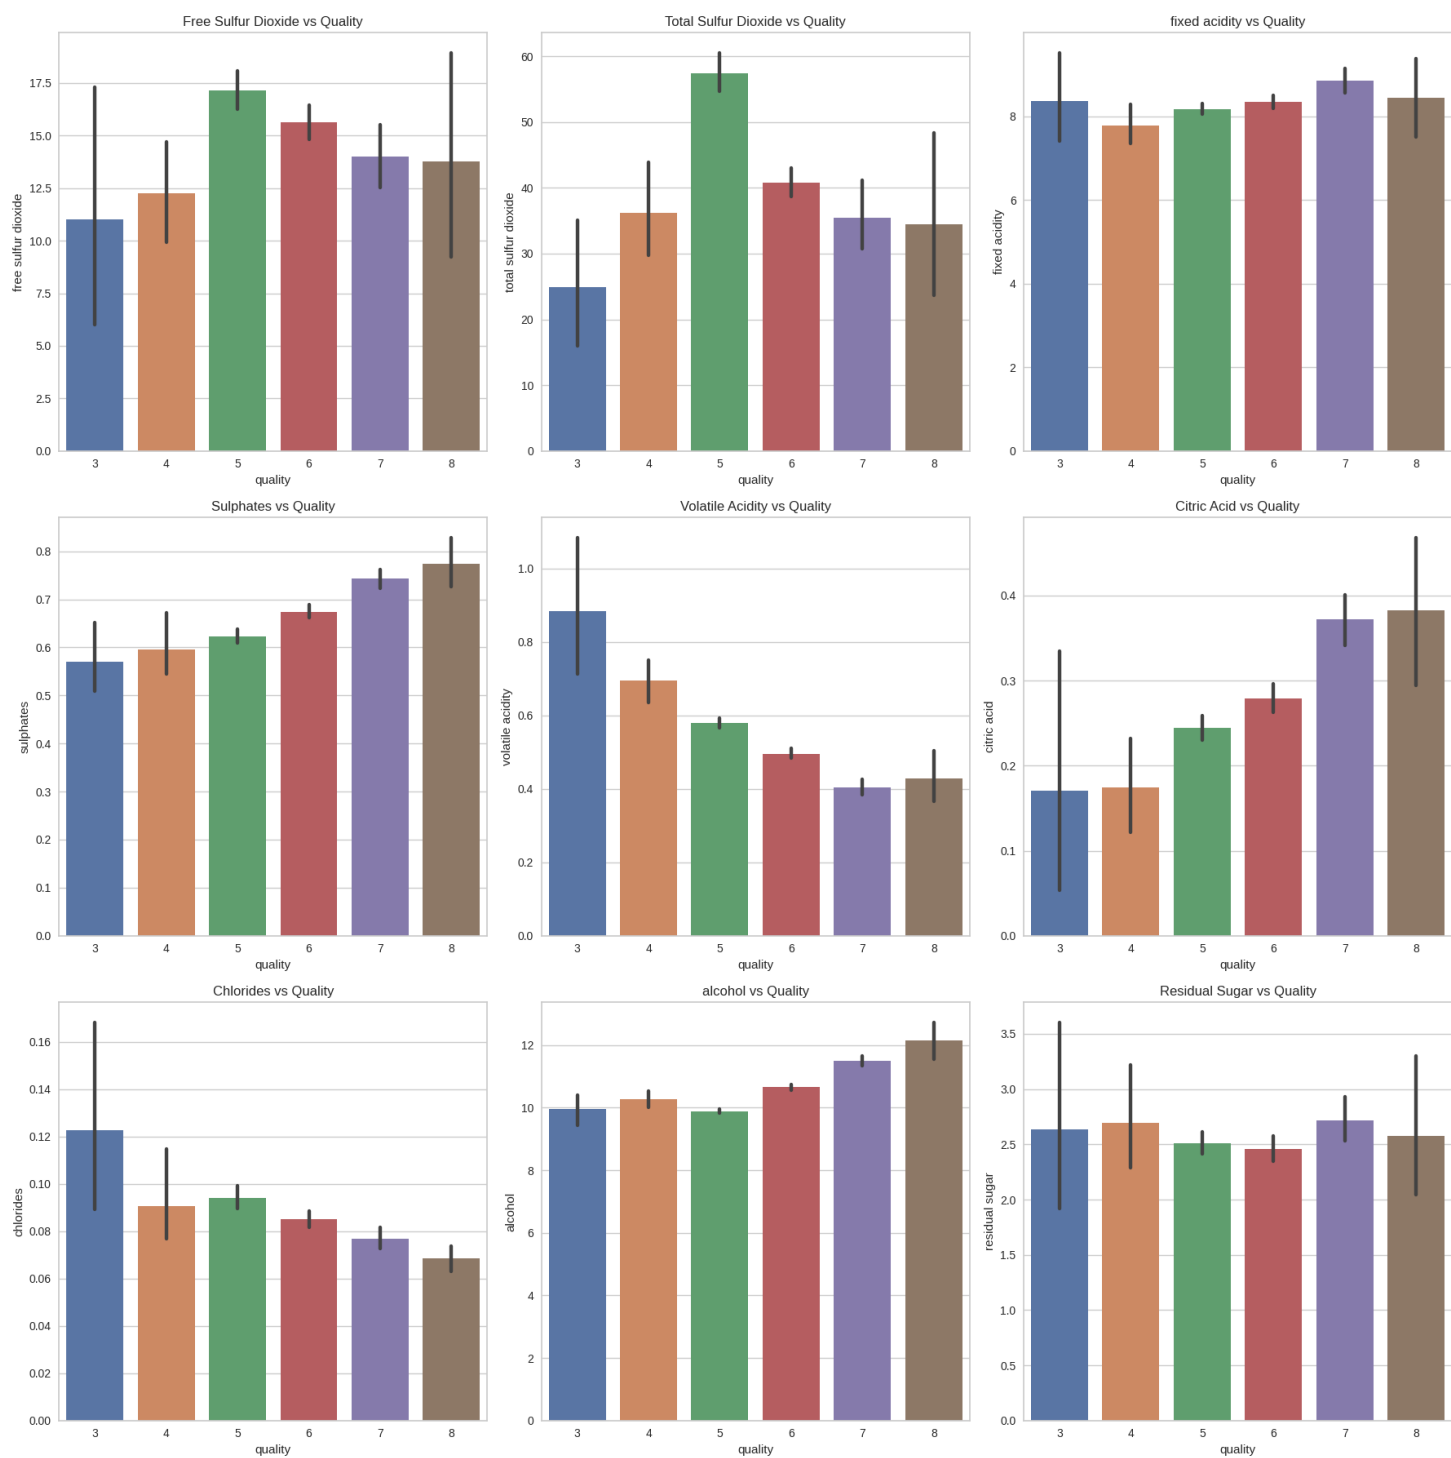 Free Sulfur Dioxide vs Quality
free sulfur dioxide
17.5
15.0
12.5
10.0
7.5
5.0
2.5
0.0
3 4 5 6 7 8
quality
Total Sulfur Dioxide vs Quality
total sulfur dioxide
60
50
40
30
20
10
0
3 4 5 6 7 8
quality
fixed acidity vs Quality
fixed acidity
8
6
4
2
0
3 4 5 6 7 8
quality
Sulphates vs Quality
sulphates
0.8
0.7
0.6
0.5
0.4
0.3
0.2
0.1
0.0
3 4 5 6 7 8
quality
Volatile Acidity vs Quality
volatile acidity
1.0
0.8
0.6
0.4
0.2
0.0
3 4 5 6 7 8
quality
Citric Acid vs Quality
citric acid
0.4
0.3
0.2
0.1
0.0
3 4 5 6 7 8
quality
Chlorides vs Quality
chlorides
0.16
0.14
0.12
0.10
0.08
0.06
0.04
0.02
0.00
3 4 5 6 7 8
quality
alcohol vs Quality
alcohol
12
10
8
6
4
2
0
3 4 5 6 7 8
quality
Residual Sugar vs Quality
residual sugar
3.5
3.0
2.5
2.0
1.5
1.0
0.5
0.0
3 4 5 6 7 8
quality